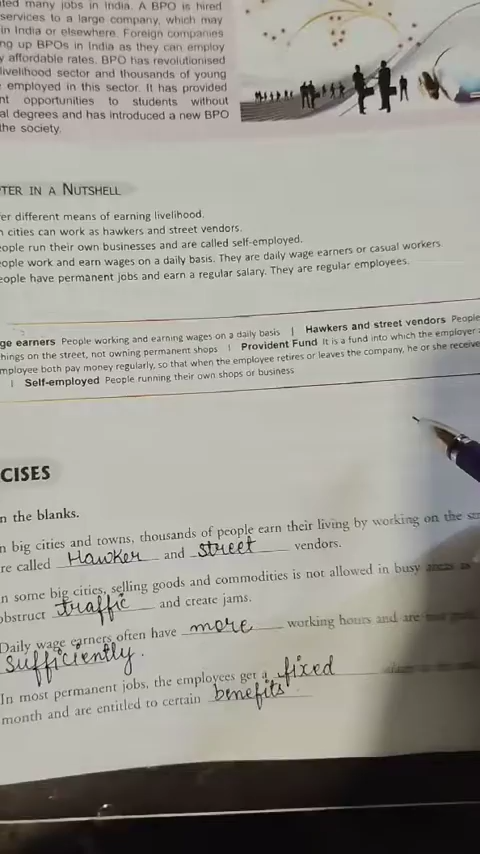 ted many jobs in India. A BPO is hired
services to a large company, which may
in India or elsewhere. Foreign companies
ng up BPOs in India as they can employ
y affordable rates. BPO has revolutionised
livelihood sector and thousands of young
employed in this sector. It has provided
nt opportunities to students without
al degrees and has introduced a new BPO
the society.
TER IN A NUTSHELL
er different means of earning livelihood.
n cities can work as hawkers and street vendors.
eople run their own businesses and are called self-employed.
eople work and earn wages on a daily basis. They are daily wage earners or casual workers.
eople have permanent jobs and earn a regular salary. They are regular employees.
ge earners People working and earning wages on a daily basis | Hawkers and street vendors People
hings on the street, not owning permanent shops | Provident Fund It is a fund into which the employer
mployee both pay money regularly, so that when the employee retires or leaves the company, he or she receive
| Self-employed People running their own shops or business
CISES
n the blanks.
n big cities and towns, thousands of people earn their living by working on the
re called Hawker and street vendors.
n some big cities, selling goods and commodities is not allowed in busy areas as
obstruct traffic and create jams.
Daily wage earners often have more working hours and are
sufficiently.
In most permanent jobs, the employees get a fixed
month and are entitled to certain benefits